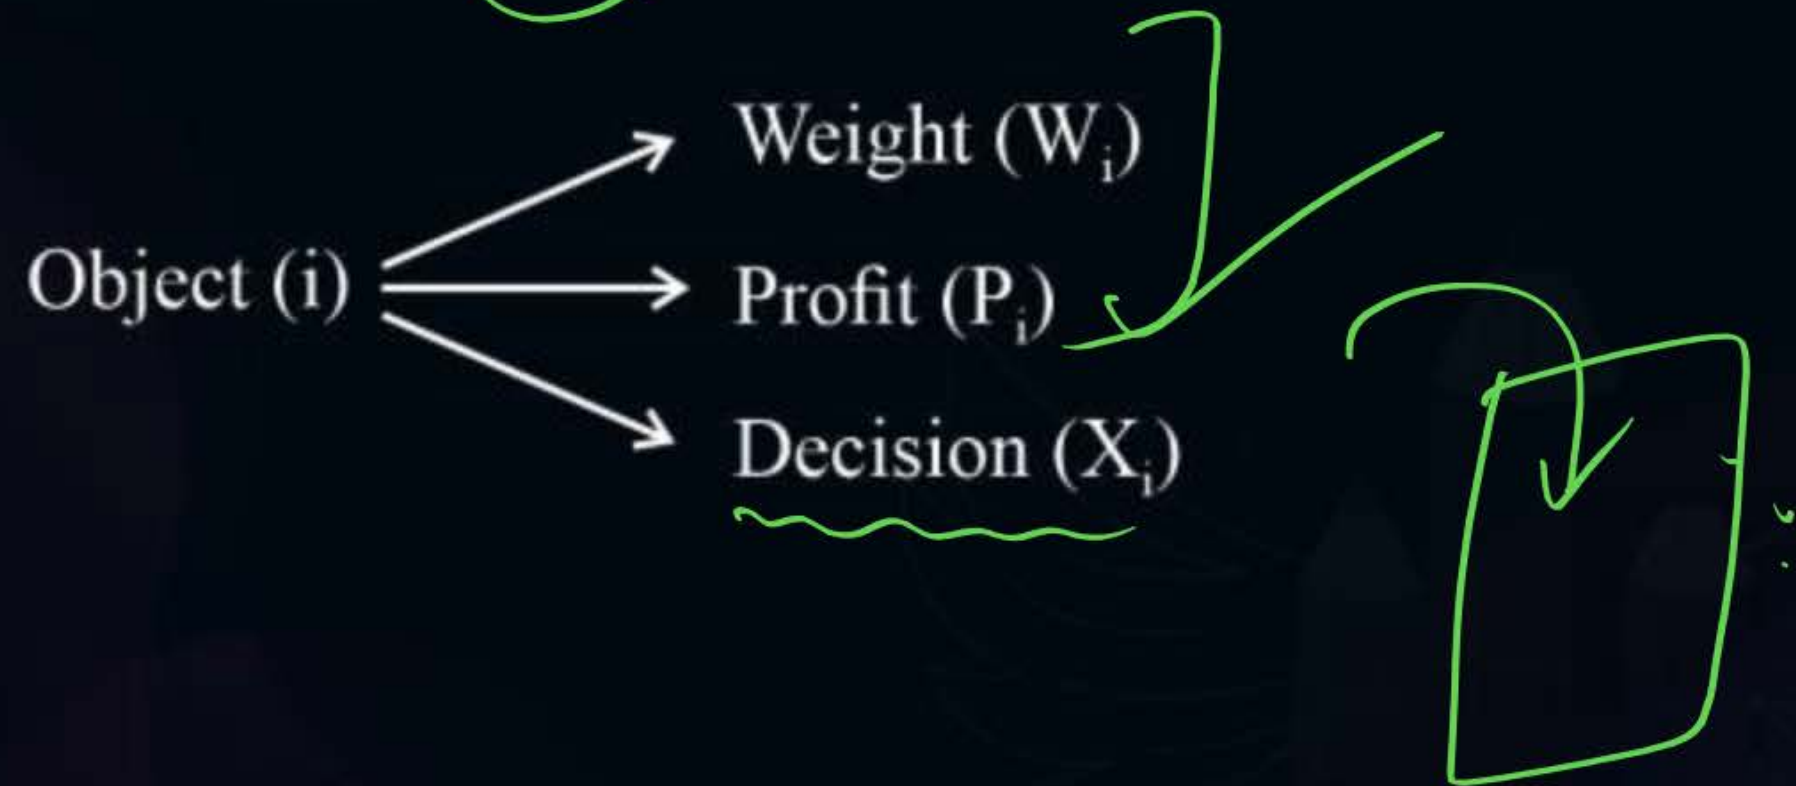 Weight (Wᵢ)
Object (i)
Profit (Pᵢ)
Decision (Xᵢ)